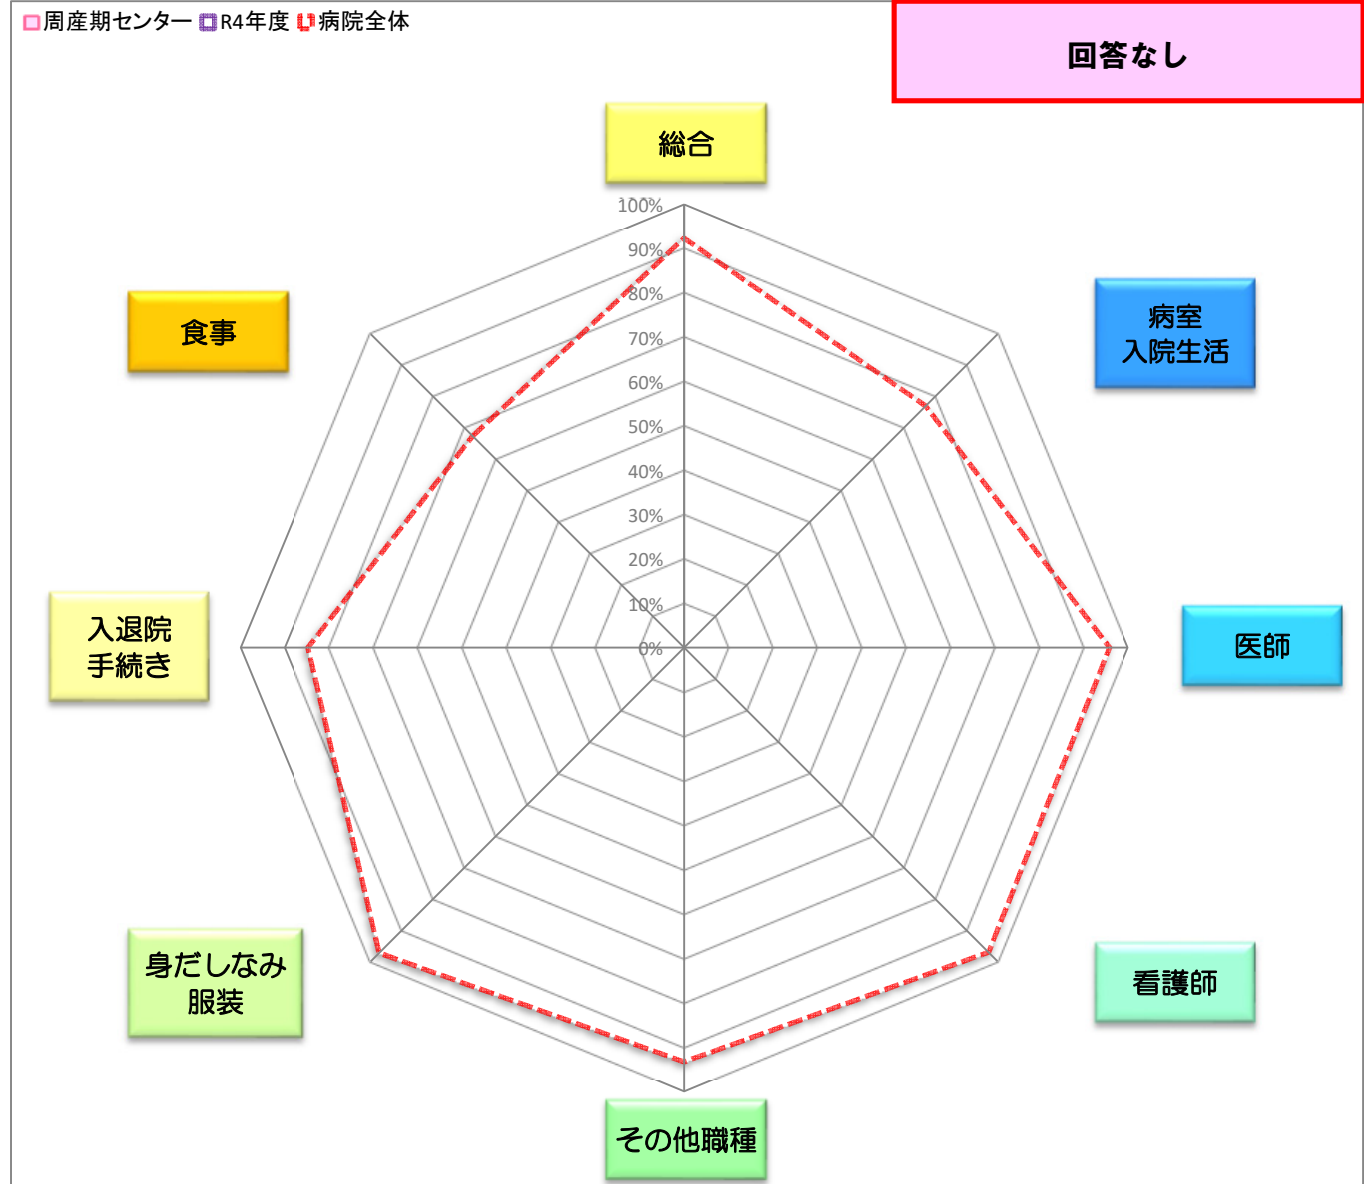 周産期センター R4年度 病院全体
回答なし
総合
100%
90%
80%
70%
60%
50%
40%
30%
20%
10%
0%
病室
入院生活
食事
医師
入退院
手続き
看護師
身だしなみ
服装
その他職種